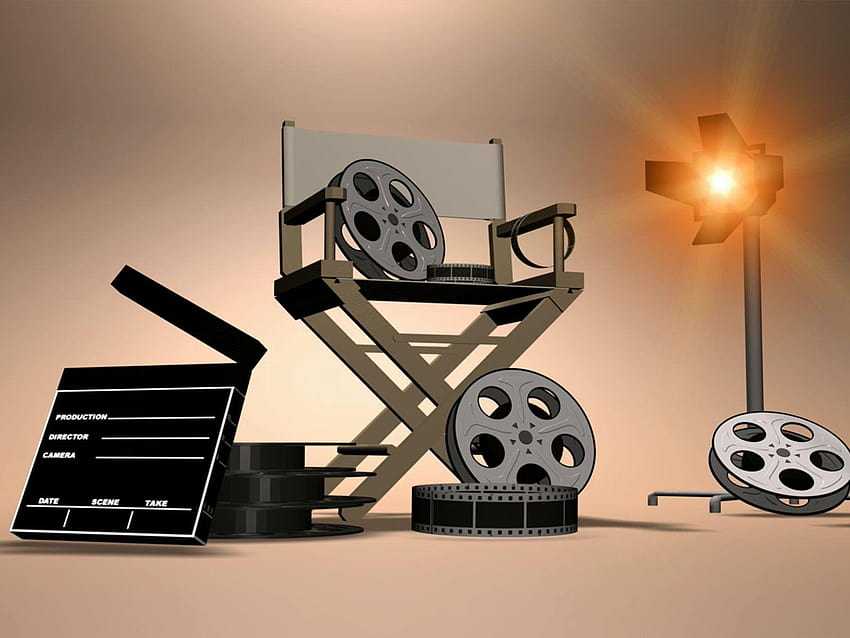 PRODUCTION
DIRECTOR
CAMERA
DATE SCENE TAKE